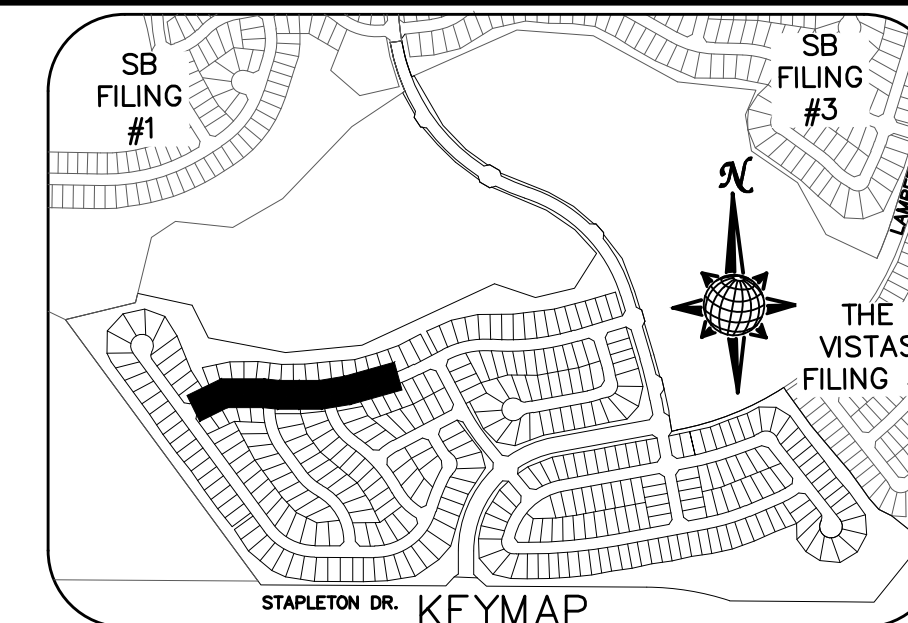 SB
FILING
#1
SB
FILING
#3
N
THE
VISTAS
FILING
STAPLETON DR.
KEYMAP